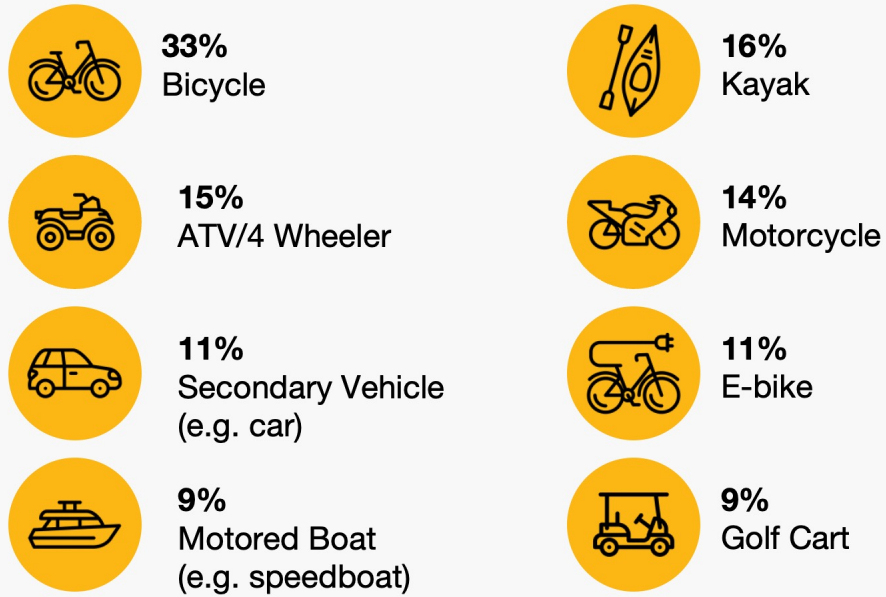 33%
Bicycle
16%
Kayak
15%
ATV/4 Wheeler
14%
Motorcycle
11%
Secondary Vehicle
(e.g. car)
11%
E-bike
9%
Motored Boat
(e.g. speedboat)
9%
Golf Cart